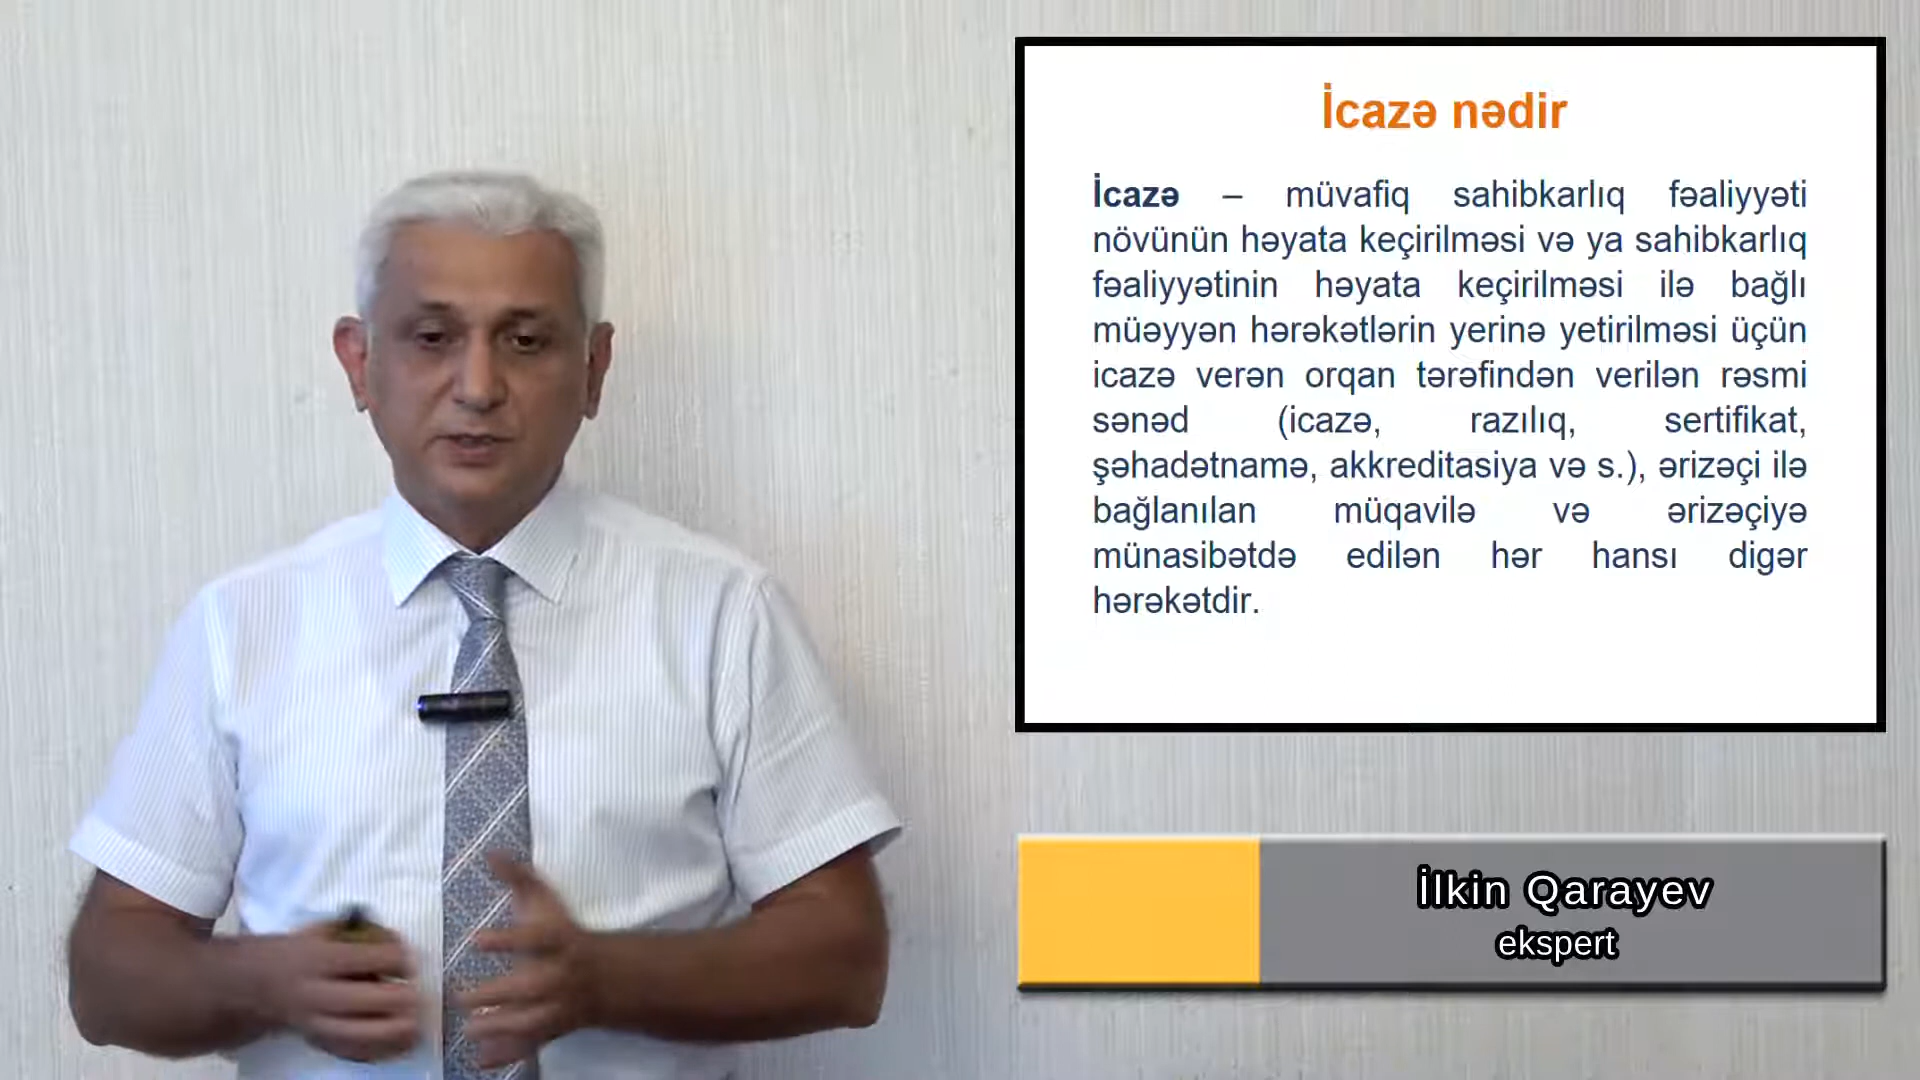 İcazə nədir
İcazə – müvafiq sahibkarlıq fəaliyyəti
növünün həyata keçirilməsi və ya sahibkarlıq
fəaliyyətinin həyata keçirilməsi ilə bağlı
müəyyən hərəkətlərin yerinə yetirilməsi üçün
icazə verən orqan tərəfindən verilən rəsmi
sənəd (icazə, razılıq, sertifikat,
şəhadətnamə, akkreditasiya və s.), ərizəçi ilə
bağlanılan müqavilə və ərizəçiyə
münasibətdə edilən hər hansı digər
hərəkətdir.
İlkin Qarayev
ekspert